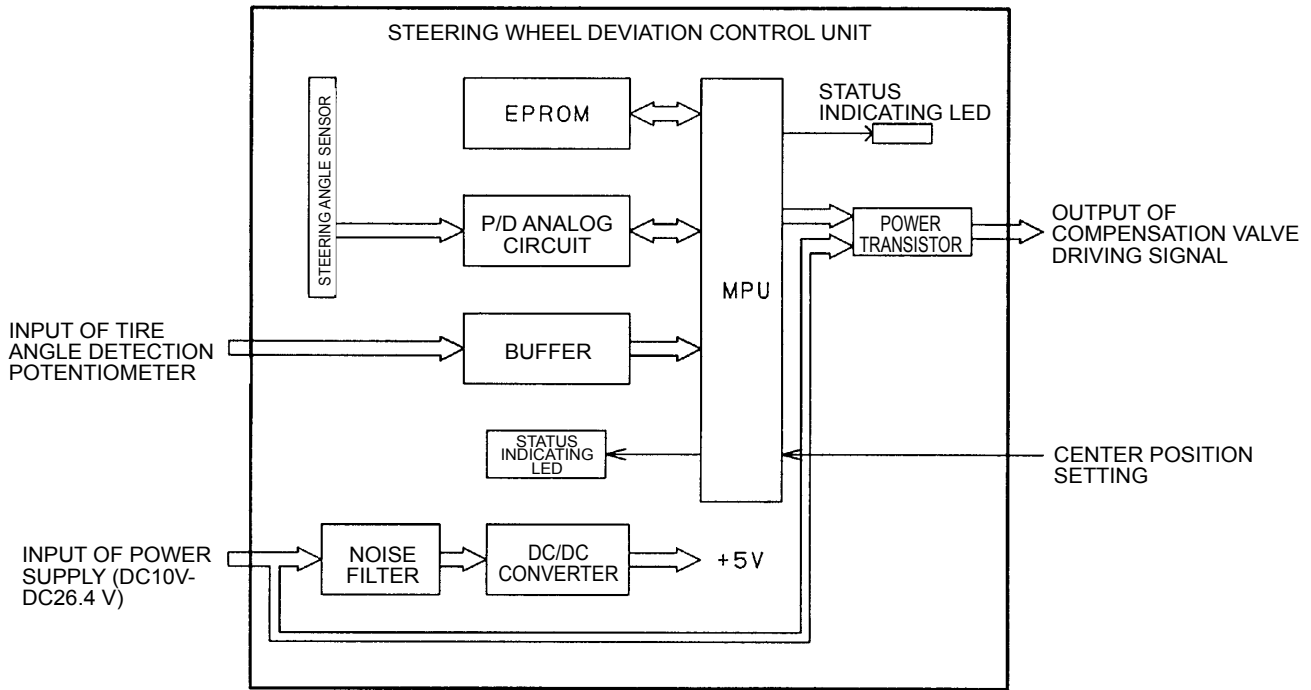 STEERING WHEEL DEVIATION CONTROL UNIT
STEERING ANGLE SENSOR
EPROM
STATUS
INDICATING LED
P/D ANALOG
CIRCUIT
MPU
POWER
TRANSISTOR
OUTPUT OF
COMPENSATION VALVE
DRIVING SIGNAL
INPUT OF TIRE
ANGLE DETECTION
POTENTIOMETER
BUFFER
STATUS
INDICATING
LED
CENTER POSITION
SETTING
INPUT OF POWER
SUPPLY (DC10V-
DC26.4 V)
NOISE
FILTER
DC/DC
CONVERTER
+5V